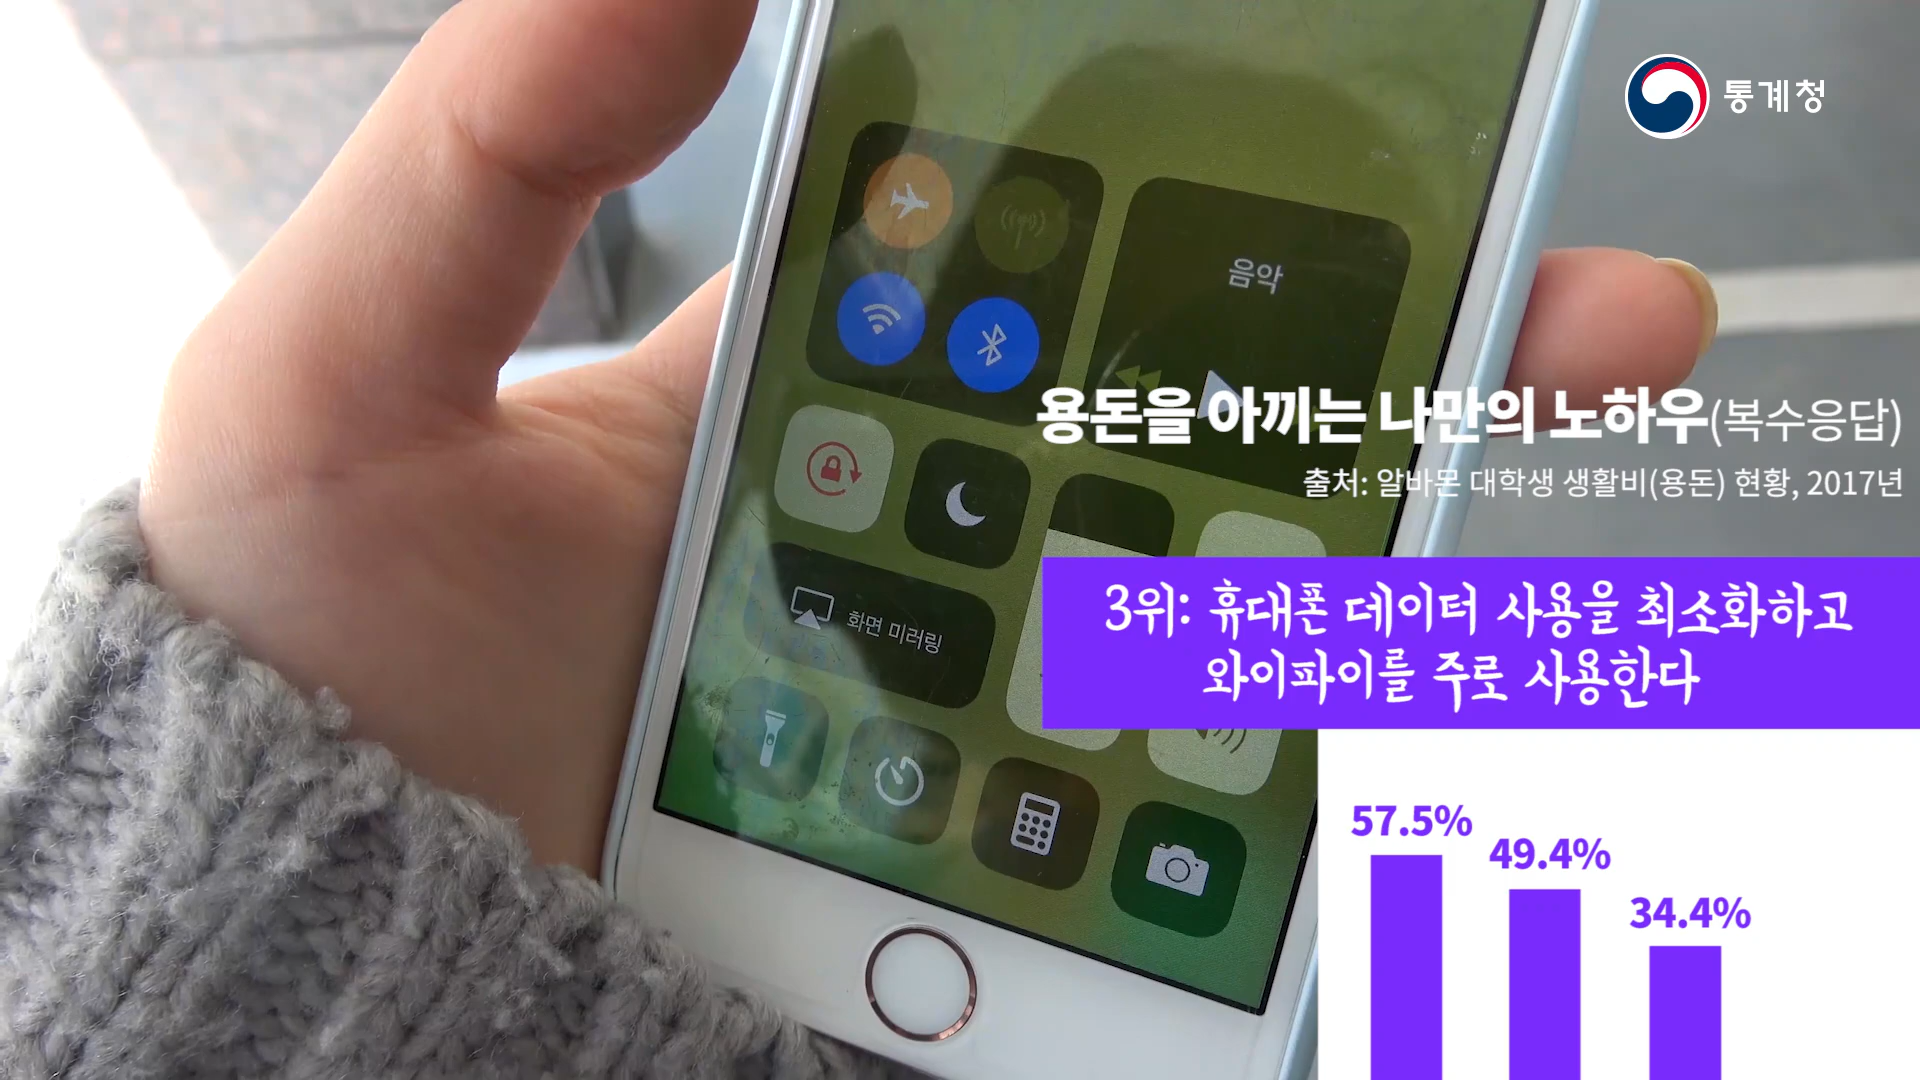 통계청
음악
용돈을 아끼는 나만의 노하우(복수응답)
출처: 알바몬 대학생 생활비(용돈) 현황, 2017년
3위: 휴대폰 데이터 사용을 최소화하고
와이파이를 주로 사용한다
화면 미러링
57.5%
49.4%
34.4%